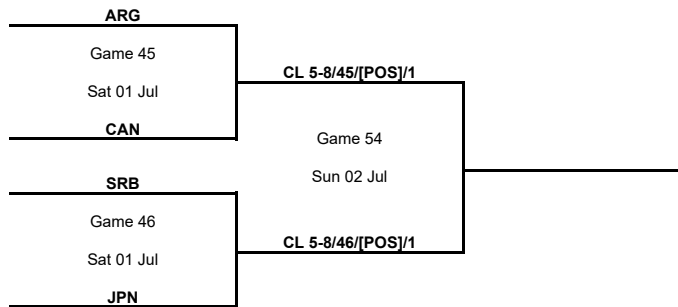 ARG
Game 45
Sat 01 Jul
CAN
CL 5-8/45/[POS]/1
Game 54
Sun 02 Jul
SRB
Game 46
Sat 01 Jul
JPN
CL 5-8/46/[POS]/1